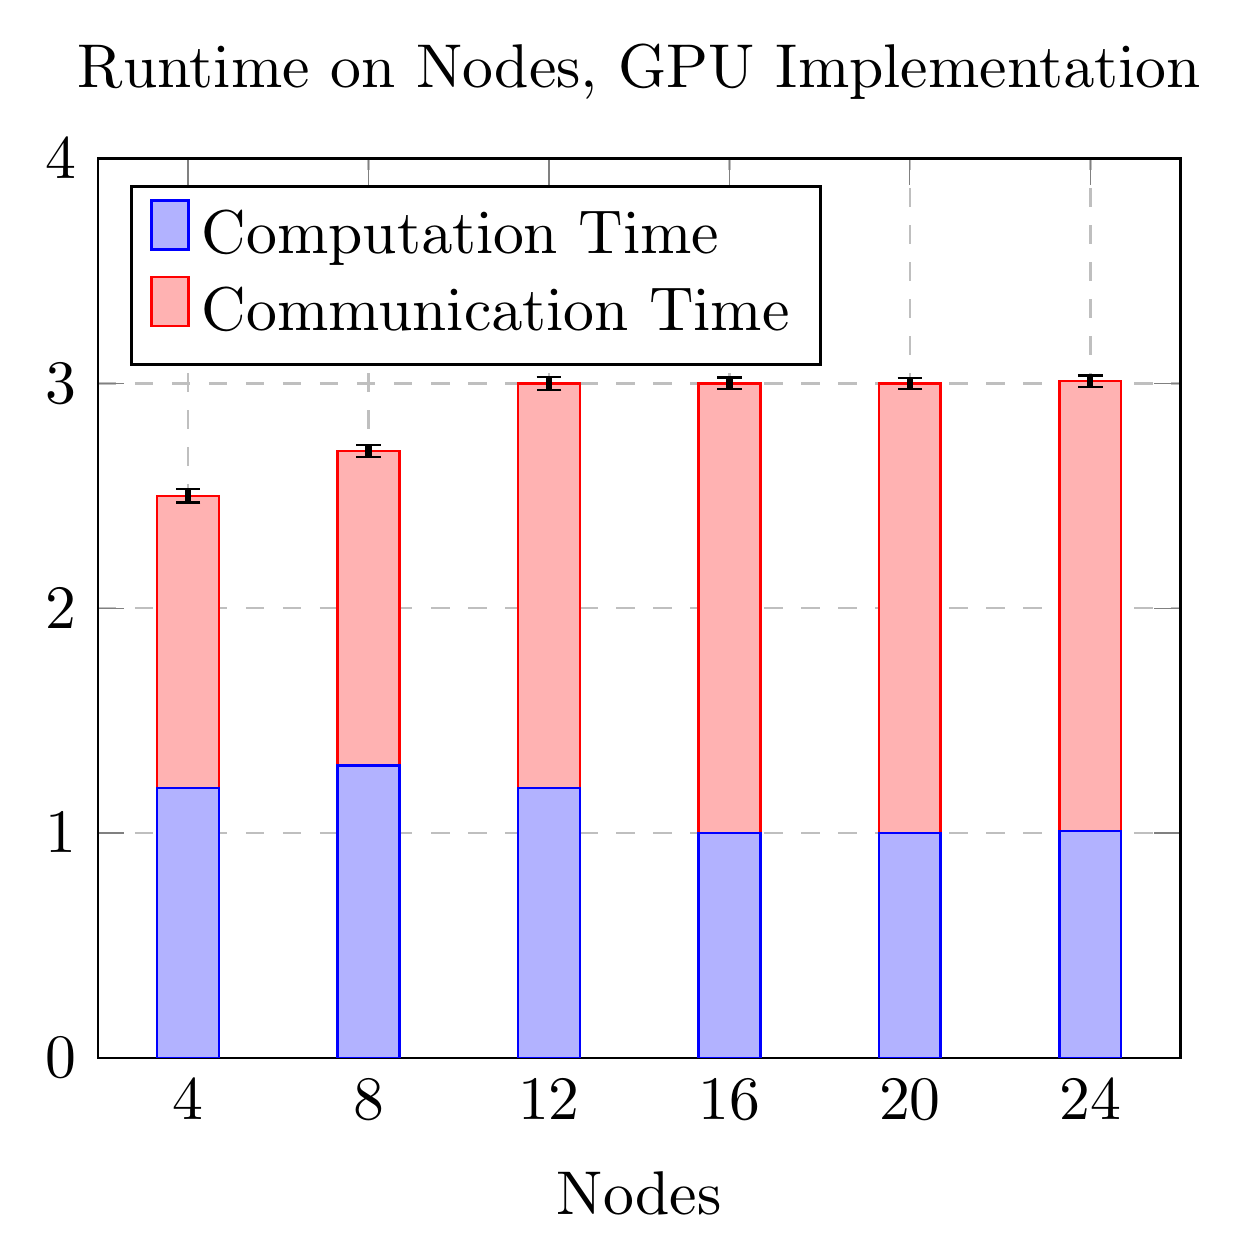 Runtime on Nodes, GPU Implementation
4
Computation Time
Communication Time
3
2
1
0
4 8 12 16 20 24
Nodes